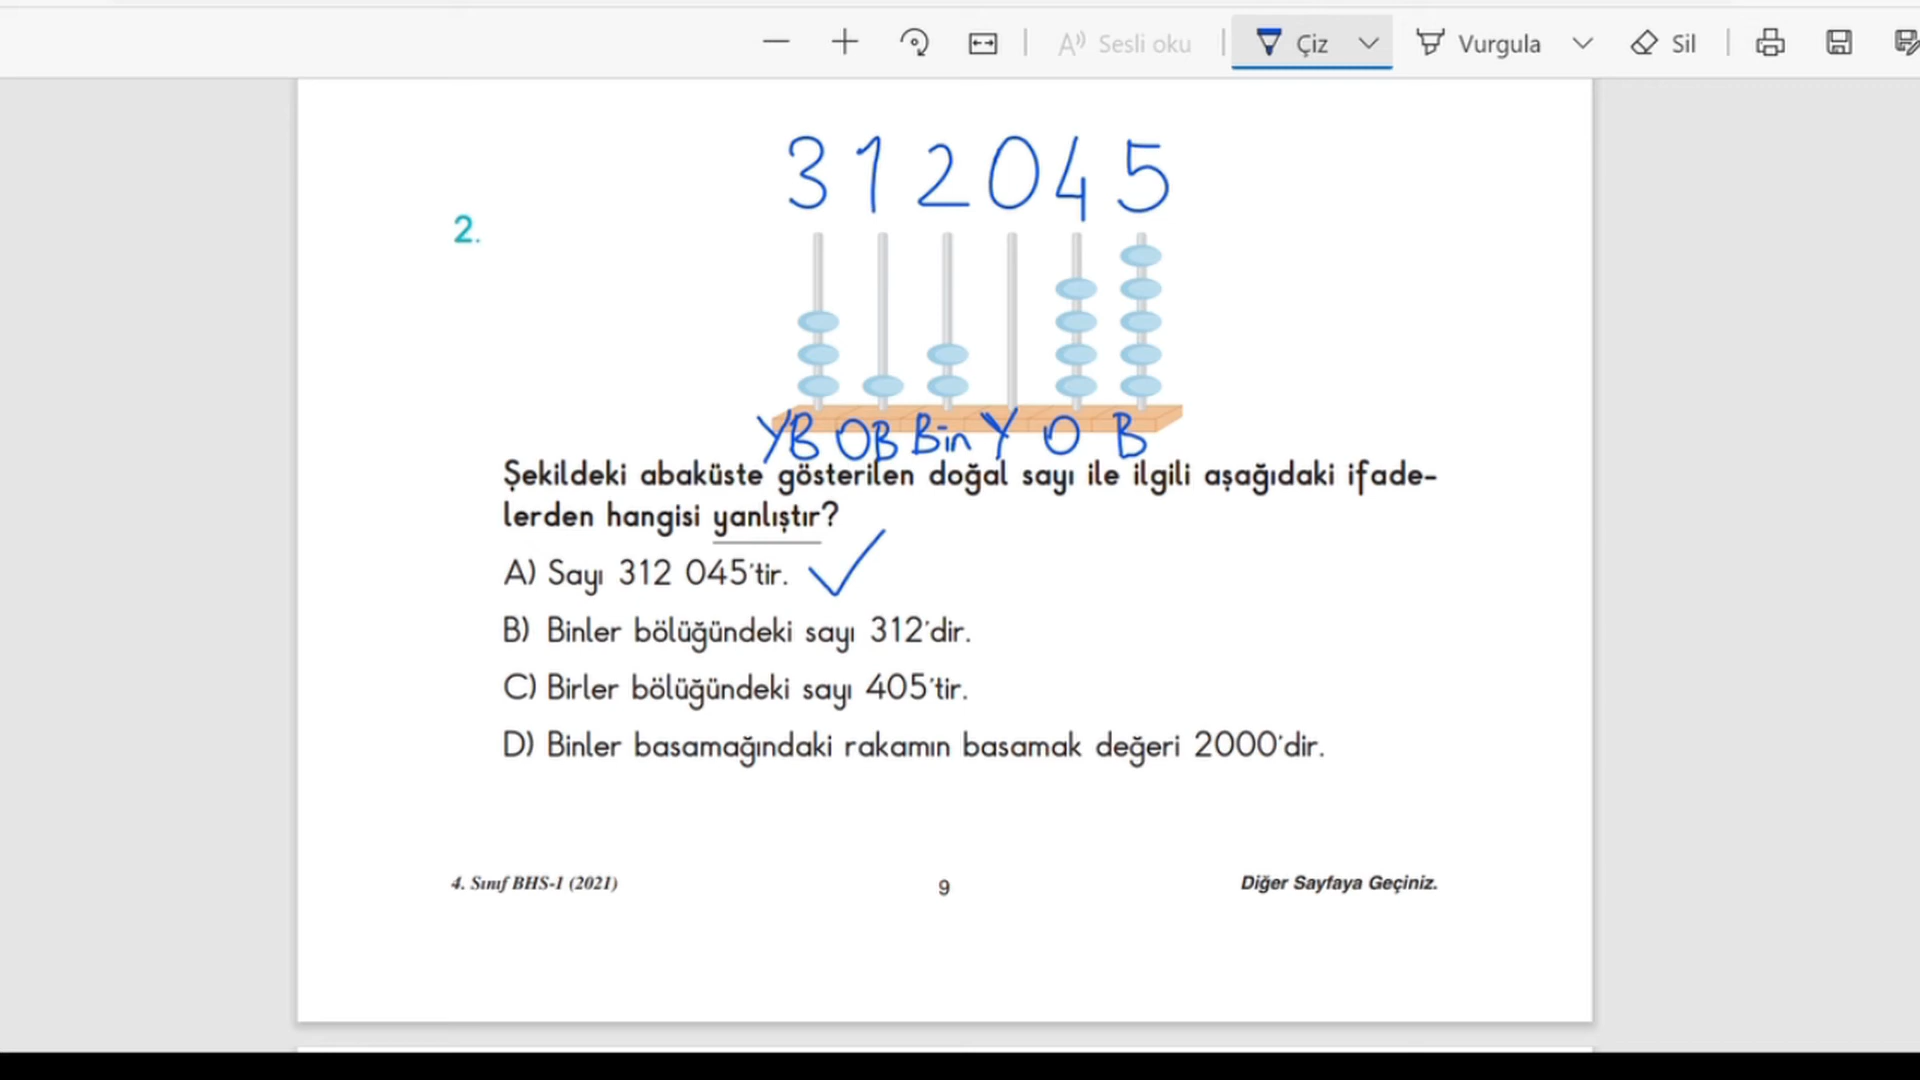 Sesli oku Çiz Vurgula Sil
3 1 2 0 4 5
2.
YB OB Bin Y O B
Şekildeki abaküste gösterilen doğal sayı ile ilgili aşağıdaki ifade-
lerden hangisi yanlıştır?
A) Sayı 312 045'tir.
B) Binler bölüğündeki sayı 312'dir.
C) Birler bölüğündeki sayı 405'tir.
D) Binler basamağındaki rakamın basamak değeri 2000'dir.
4. Sınıf BHS-1 (2021) 9 Diğer Sayfaya Geçiniz.